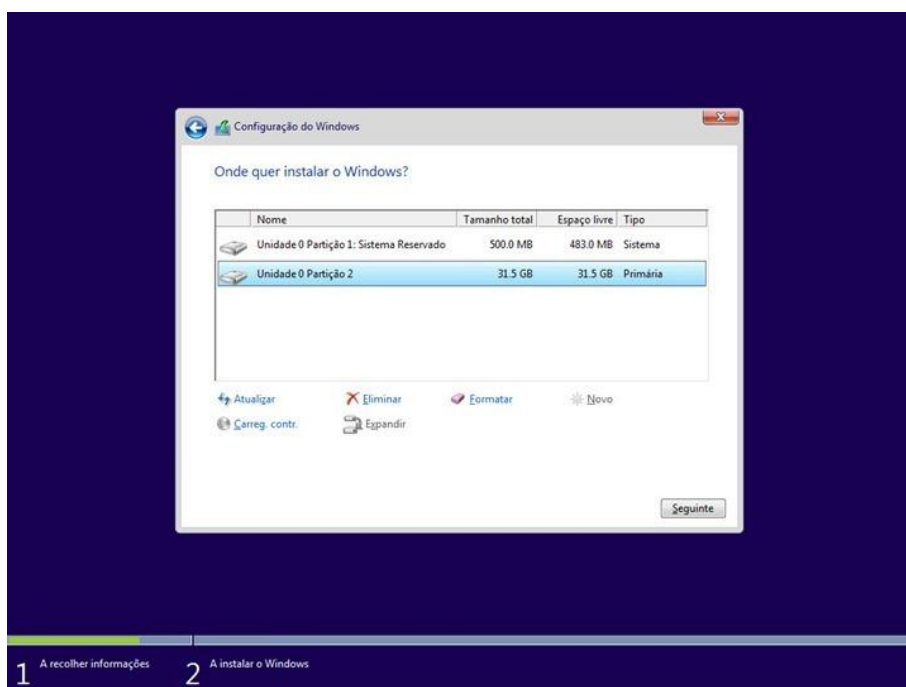 Configuração do Windows
Onde quer instalar o Windows?
Nome Tamanho total Espaço livre Tipo
Unidade 0 Partição 1: Sistema Reservado 500.0 MB 483.0 MB Sistema
Unidade 0 Partição 2 31.5 GB 31.5 GB Primária
Atualizar Eliminar Formatar Novo
Carreg. contr. Expandir
Seguinte
1 A recolher informações 2 A instalar o Windows